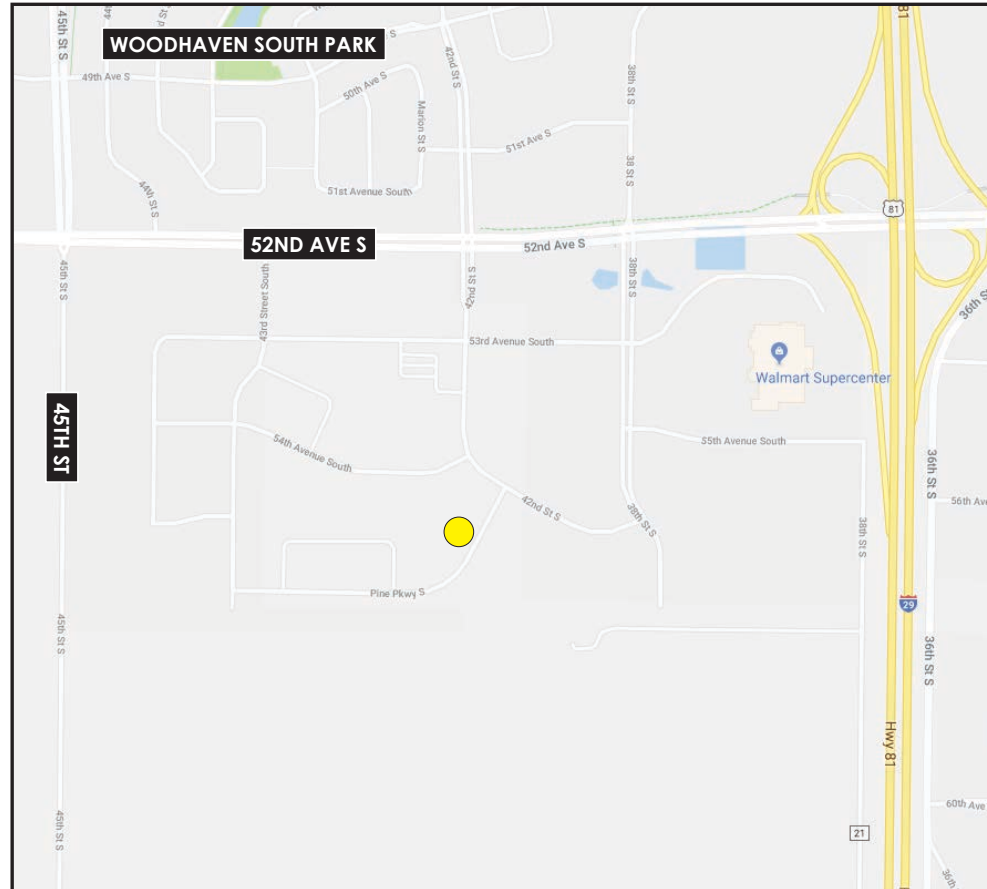 45th St S
WOODHAVEN SOUTH PARK
42nd St S
38th St S
81
49th Ave S
50th Ave S
Marion St S
51st Ave S
38 St S
51st Avenue South
44th St S
81
52ND AVE S
52nd Ave S
45th St S
43rd Street South
42nd St S
38th St S
36th St
53rd Avenue South
Walmart Supercenter
45TH ST
54th Avenue South
55th Avenue South
36th St S
42nd St S
38th St S
38th St S
56th Ave
Pine Pkwy S
29
45th St S
36th St S
Hwy 81
45th St S
60th Ave
21
36th